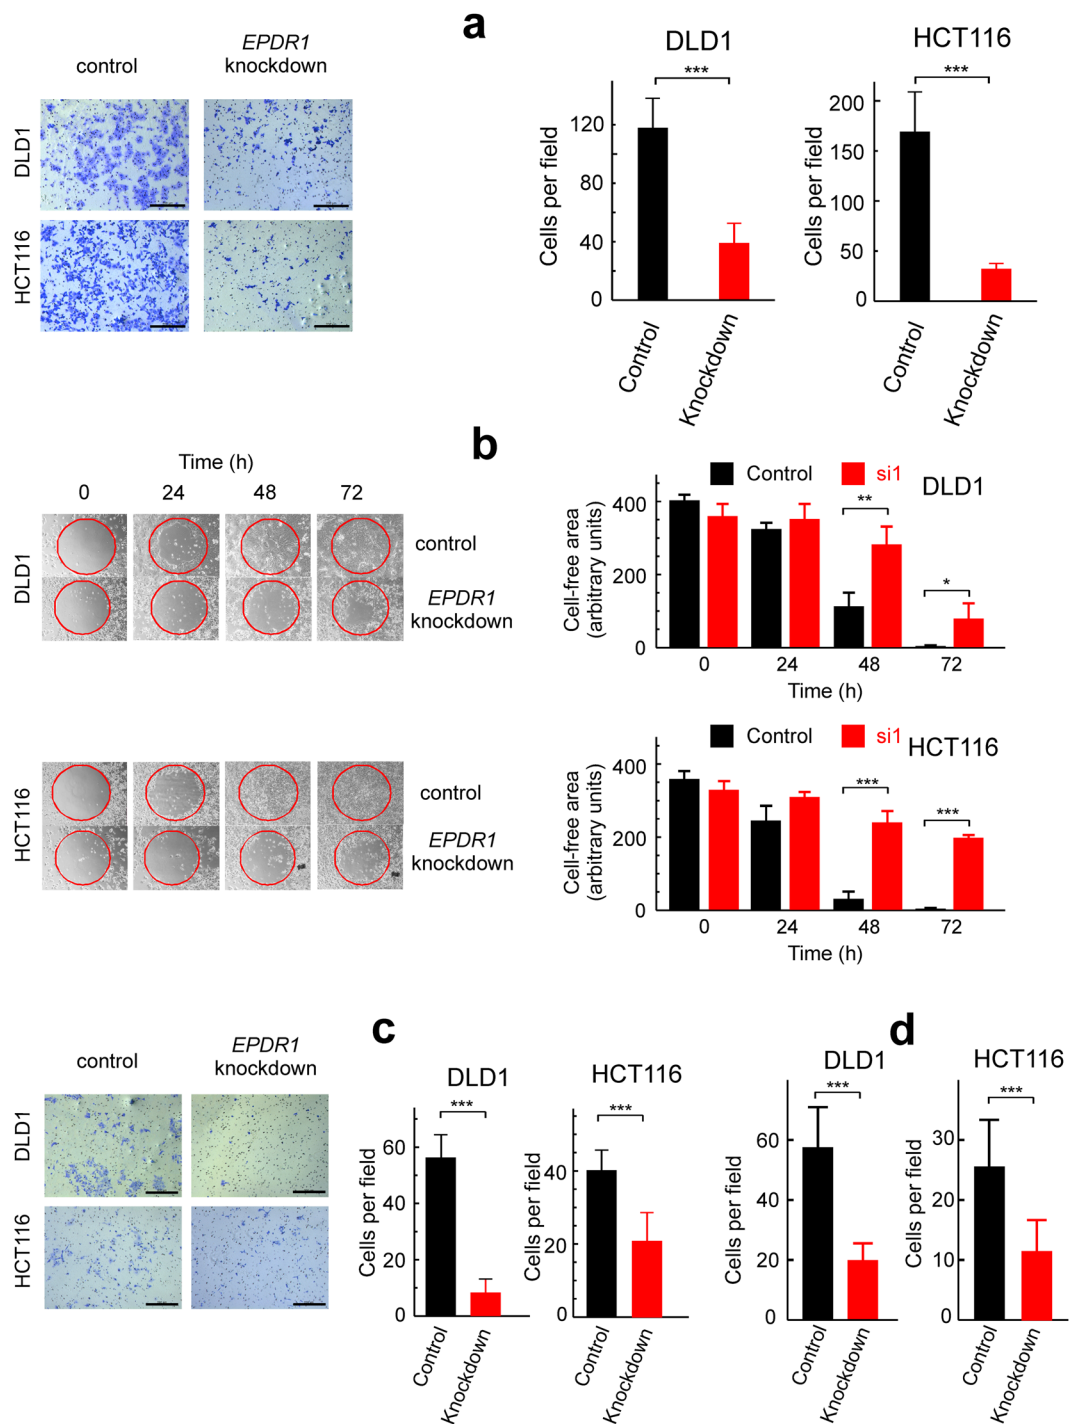 a
control
EPDR1
knockdown
DLD1
HCT116
DLD1
***
Cells per field
120
80
40
0
Control
Knockdown
HCT116
***
Cells per field
200
150
100
50
0
Control
Knockdown
b
Time (h)
0 24 48 72
DLD1
control
EPDR1
knockdown
HCT116
control
EPDR1
knockdown
Control si1 DLD1
Cell-free area
(arbitrary units)
400
200
0
**
*
0 24 48 72
Time (h)
Control si1 HCT116
Cell-free area
(arbitrary units)
400
200
0
***
***
0 24 48 72
Time (h)
c
control
EPDR1
knockdown
DLD1
HCT116
DLD1
***
Cells per field
60
40
20
0
Control
Knockdown
HCT116
***
Cells per field
40
20
0
Control
Knockdown
d
DLD1
***
Cells per field
60
40
20
0
Control
Knockdown
HCT116
***
Cells per field
30
20
10
0
Control
Knockdown